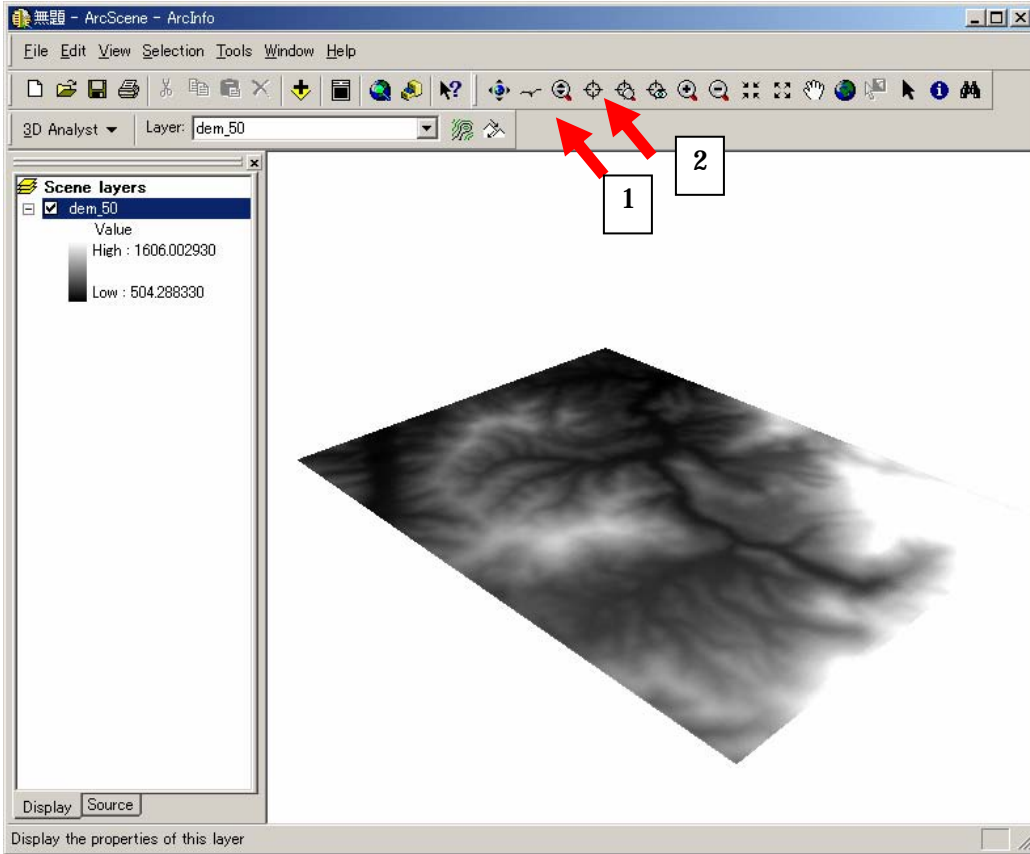 無題 - ArcScene - ArcInfo
File Edit View Selection Tools Window Help
3D Analyst Layer: dem_50
1
2
Scene layers
dem_50
Value
High : 1606.002930
Low : 504.288330
Display Source
Display the properties of this layer